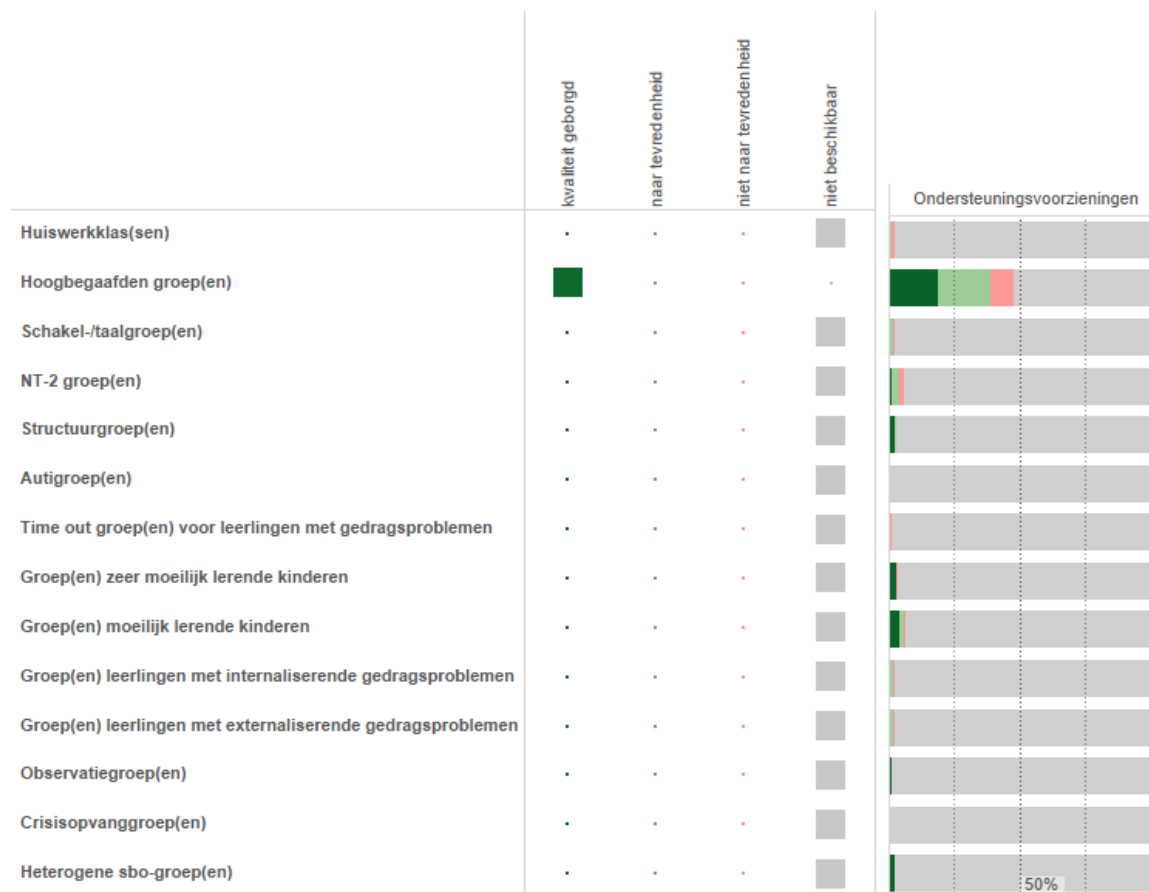 kwaliteit geborgd
naar tevredenheid
niet naar tevredenheid
niet beschikbaar
Ondersteuningsvoorzieningen
Huiswerkklas(sen)
Hoogbegaafden groep(en)
Schakel-/taalgroep(en)
NT-2 groep(en)
Structuurgroep(en)
Autigroep(en)
Time out groep(en) voor leerlingen met gedragsproblemen
Groep(en) zeer moeilijk lerende kinderen
Groep(en) moeilijk lerende kinderen
Groep(en) leerlingen met internaliserende gedragsproblemen
Groep(en) leerlingen met externaliserende gedragsproblemen
Observatiegroep(en)
Crisisopvanggroep(en)
Heterogene sbo-groep(en)
50%